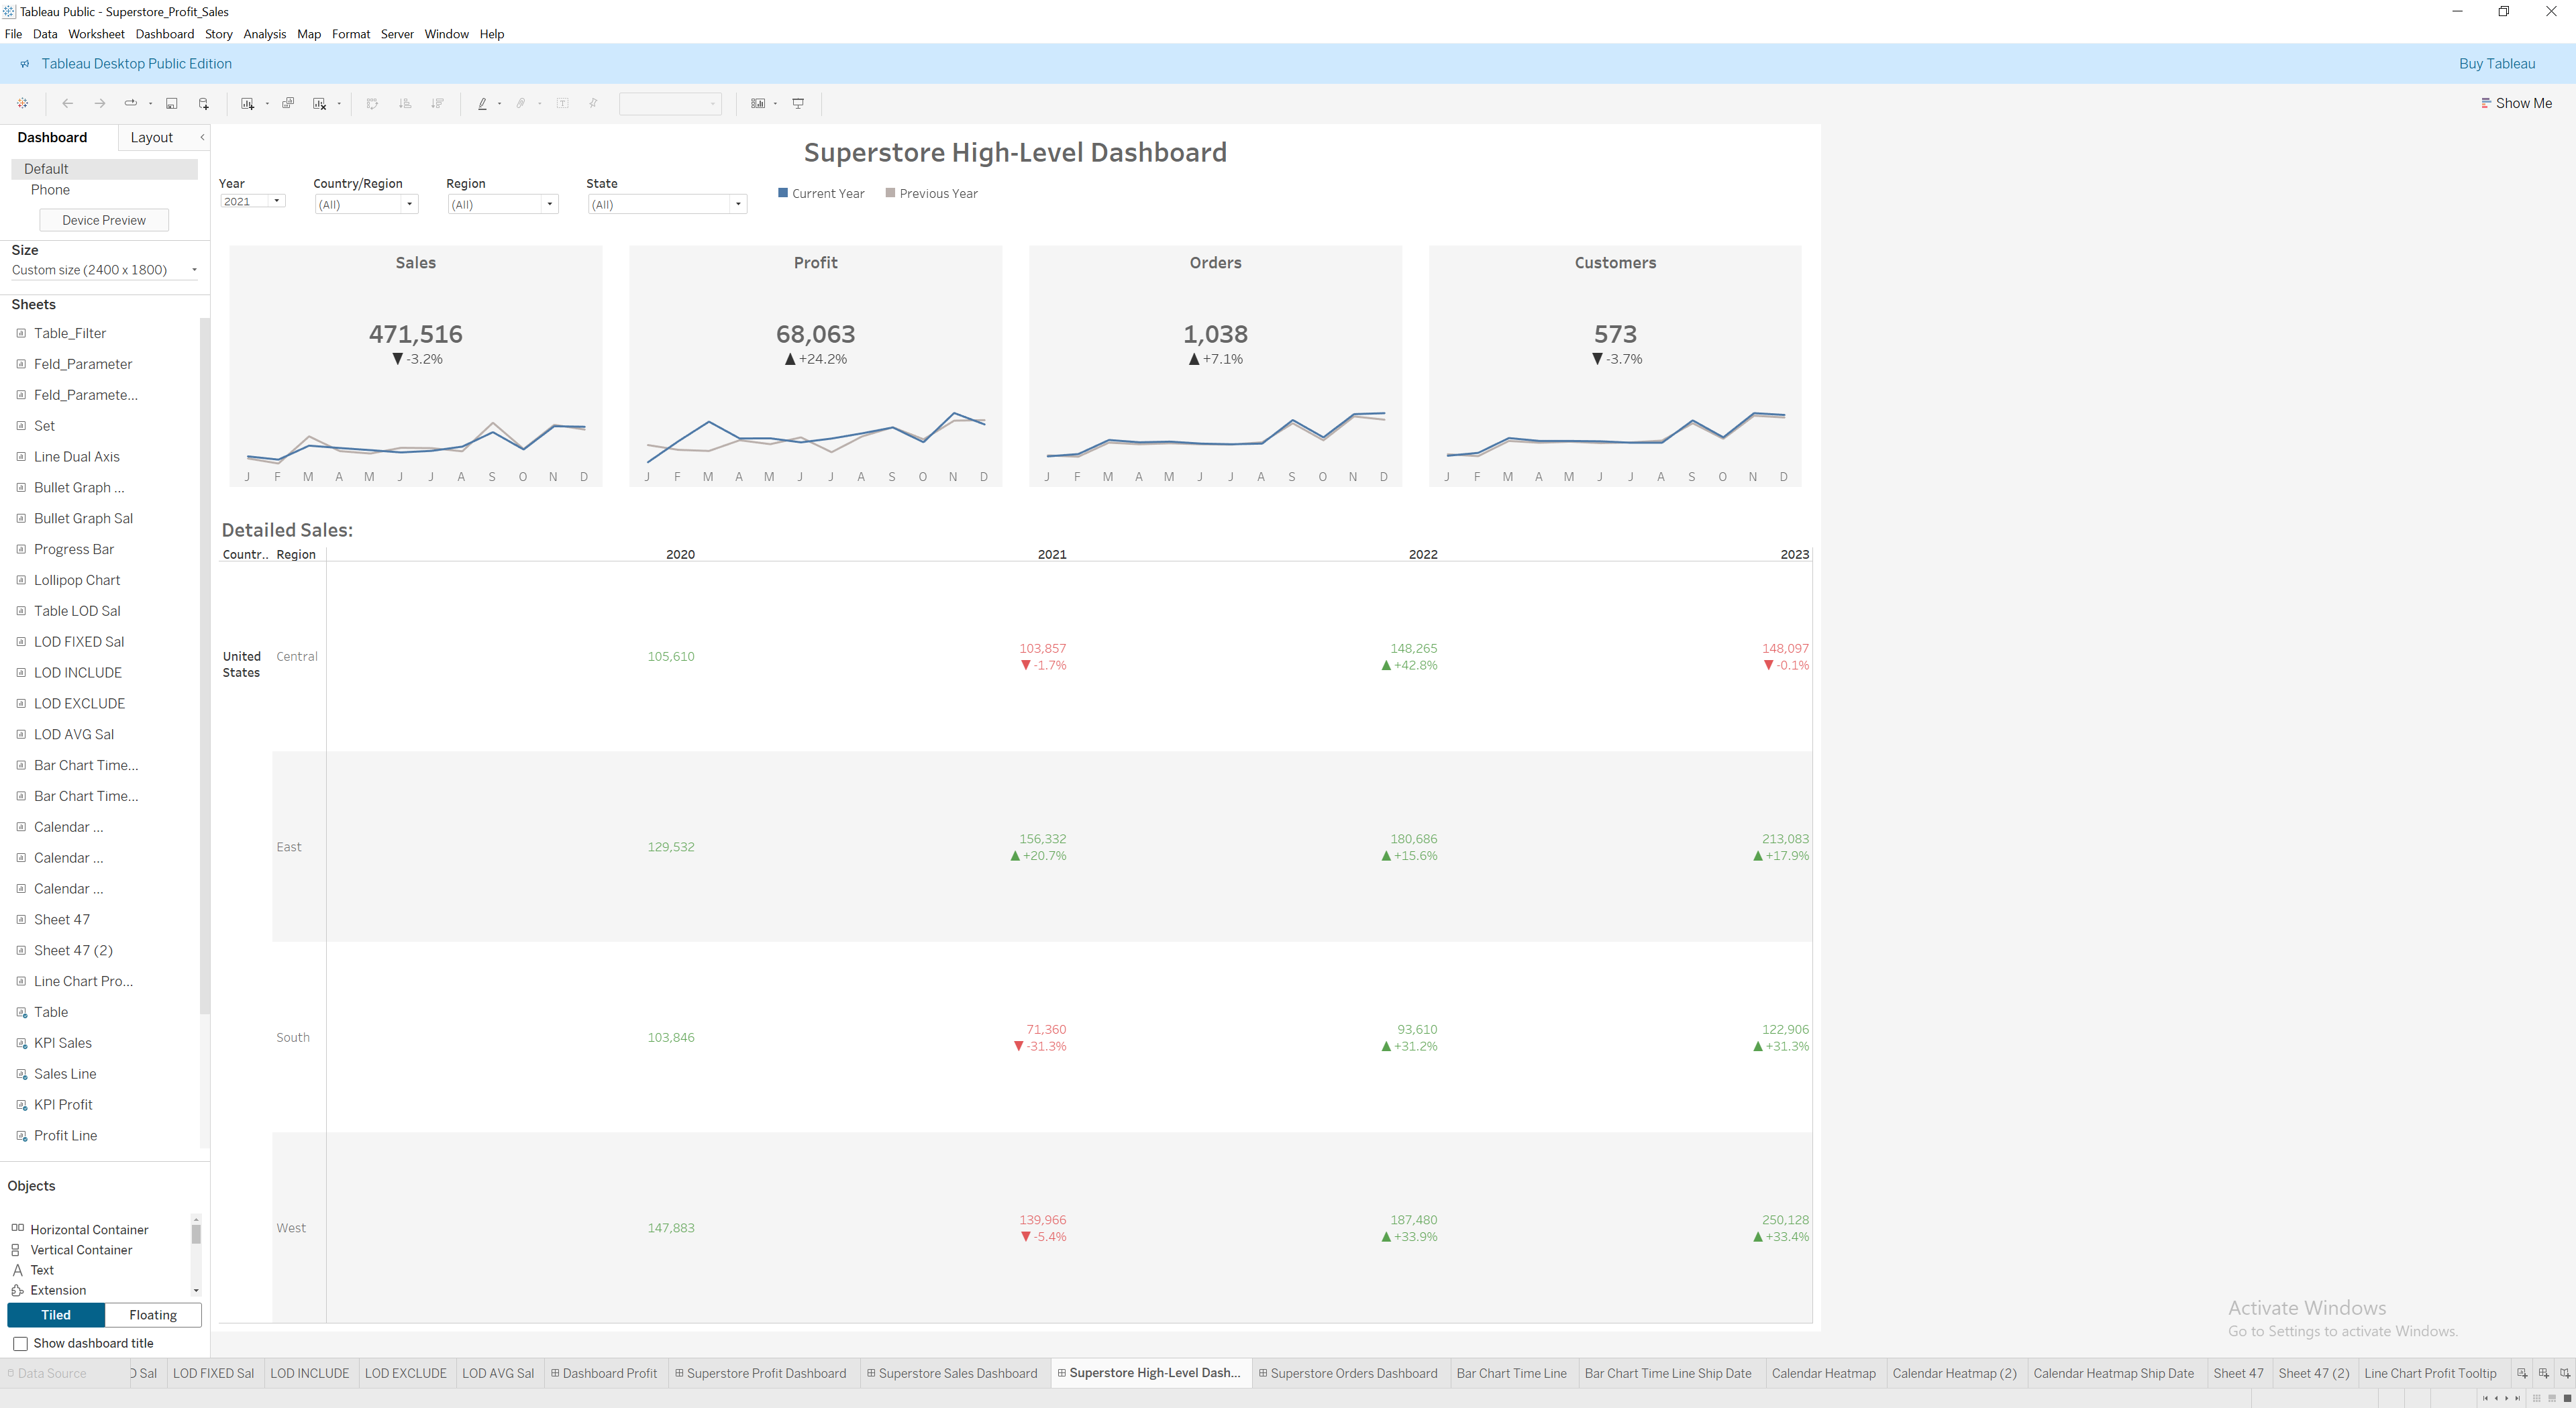 Tableau Public - Superstore_Profit_Sales
File Data Worksheet Dashboard Story Analysis Map Format Server Window Help
Tableau Desktop Public Edition Buy Tableau
Show Me
Dashboard Layout
Default
Phone
Device Preview
Size
Custom size (2400 x 1800)
Sheets
Table_Filter
Feld_Parameter
Feld_Paramete...
Set
Line Dual Axis
Bullet Graph ...
Bullet Graph Sal
Progress Bar
Lollipop Chart
Table LOD Sal
LOD FIXED Sal
LOD INCLUDE
LOD EXCLUDE
LOD AVG Sal
Bar Chart Time...
Bar Chart Time...
Calendar ...
Calendar ...
Calendar ...
Sheet 47
Sheet 47 (2)
Line Chart Pro...
Table
KPI Sales
Sales Line
KPI Profit
Profit Line
Objects
Horizontal Container
Vertical Container
Text
Extension
Tiled Floating
Show dashboard title
Superstore High-Level Dashboard
Year Country/Region Region State
2021 (All) (All) (All)
Current Year Previous Year
Sales
471,516
▼ -3.2%
J F M A M J J A S O N D
Profit
68,063
▲ +24.2%
J F M A M J J A S O N D
Orders
1,038
▲ +7.1%
J F M A M J J A S O N D
Customers
573
▼ -3.7%
J F M A M J J A S O N D
Detailed Sales:
Countr.. Region 2020 2021 2022 2023
United States Central 105,610 103,857 148,265 148,097
▼ -1.7% ▲ +42.8% ▼ -0.1%
East 129,532 156,332 180,686 213,083
▲ +20.7% ▲ +15.6% ▲ +17.9%
South 103,846 71,360 93,610 122,906
▼ -31.3% ▲ +31.2% ▲ +31.3%
West 147,883 139,966 187,480 250,128
▼ -5.4% ▲ +33.9% ▲ +33.4%
Activate Windows
Go to Settings to activate Windows.
Data Source Sal LOD FIXED Sal LOD INCLUDE LOD EXCLUDE LOD AVG Sal Dashboard Profit Superstore Profit Dashboard Superstore Sales Dashboard Superstore High-Level Dash... Superstore Orders Dashboard Bar Chart Time Line Bar Chart Time Line Ship Date Calendar Heatmap Calendar Heatmap (2) Calendar Heatmap Ship Date Sheet 47 Sheet 47 (2) Line Chart Profit Tooltip